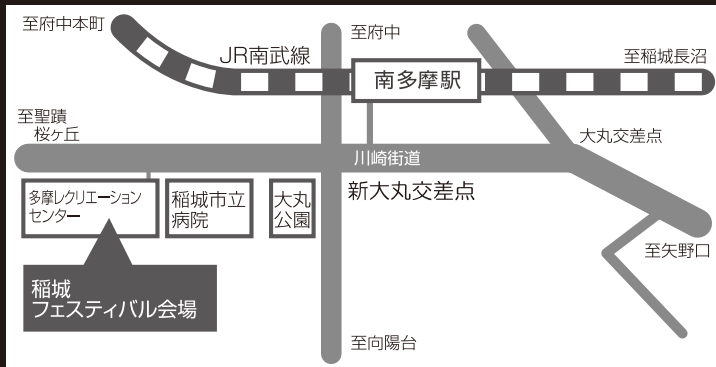 至府中本町
JR南武線
至府中
南多摩駅
至稲城長沼
至聖蹟
桜ヶ丘
大丸交差点
川崎街道
多摩レクリエーション
センター
稲城市立
病院
大丸
公園
新大丸交差点
至矢野口
稲城
フェスティバル会場
至向陽台